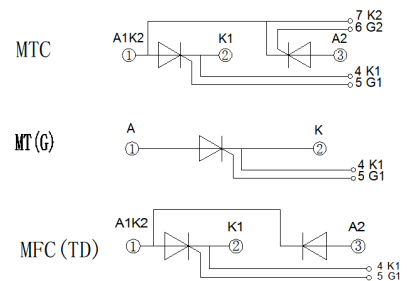 7 K2
6 G2
A1K2 K1 A2
MTC
1 2 3
4 K1
5 G1
A K
MT(G)
1 2
4 K1
5 G1
A1K2 K1 A2
MFC(TD)
1 2 3
4 K1
5 G1